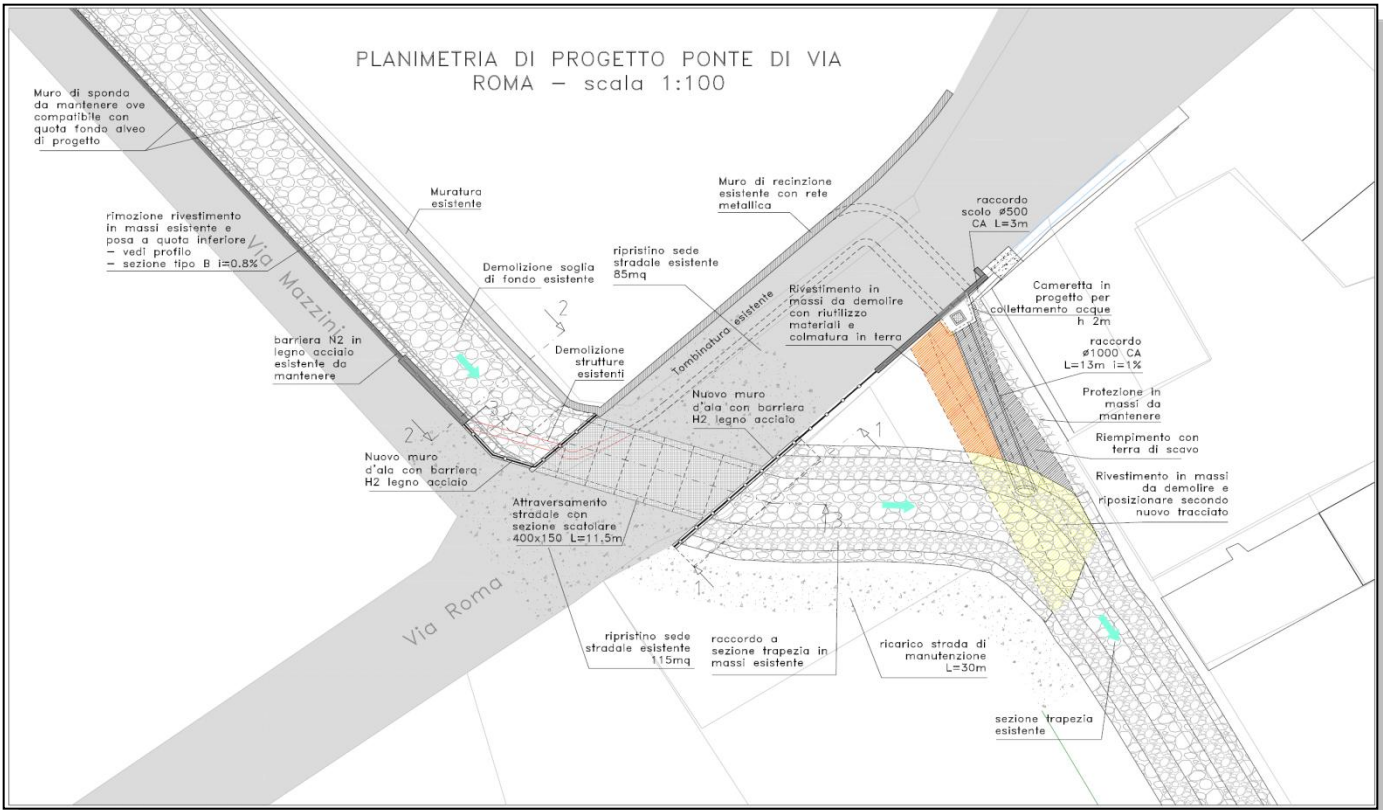 PLANIMETRIA DI PROGETTO PONTE DI VIA
ROMA – scala 1:100
Muro di sponda
da mantenere ove
compatibile con
quota fondo alveo
di progetto
Muratura
esistente
rimozione rivestimento
in massi esistente e
posa a quota inferiore
– vedi profilo
– sezione tipo B i=0.8%
Via Mazzini
Demolizione soglia
di fondo esistente
2
barriera N2 in
legno acciaio
esistente da
mantenere
Demolizione
strutture
esistenti
2
3
Nuovo muro
d'ala con barriera
H2 legno acciaio
Muro di recinzione
esistente con rete
metallica
ripristino sede
stradale esistente
85mq
Tombinatura esistente
Rivestimento in
massi da demolire
con riutilizzo
materiali e
colmatura in terra
Nuovo muro
d'ala con barriera
H2 legno acciaio
raccordo
scolo ø500
CA L=3m
Cameretta in
progetto per
collettamento acque
h 2m
raccordo
ø1000 CA
L=13m i=1%
Protezione in
massi da
mantenere
Riempimento con
terra di scavo
Rivestimento in massi
da demolire e
riposizionare secondo
nuovo tracciato
1
3
1
Attraversamento
stradale con
sezione scatolare
400x150 L=11,5m
Via Roma
ripristino sede
stradale esistente
115mq
raccordo a
sezione trapezia in
massi esistente
ricarico strada di
manutenzione
L=30m
sezione trapezia
esistente